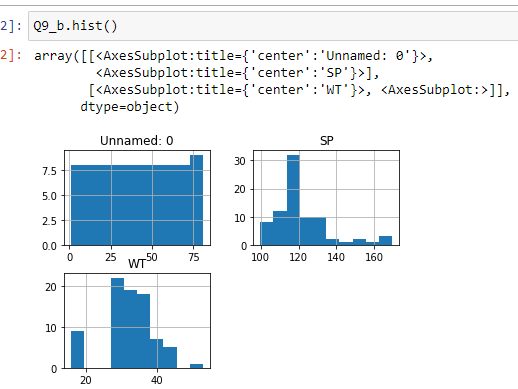 2]: Q9_b.hist()
2]: array([[<AxesSubplot:title={'center':'Unnamed: 0'}>,
<AxesSubplot:title={'center':'SP'}>],
[<AxesSubplot:title={'center':'WT'}>, <AxesSubplot:>]],
dtype=object)
Unnamed: 0
SP
7.5
5.0
2.5
0.0
0 25 50 75
30
20
10
0
100 120 140 160
WT
20
10
0
20 40